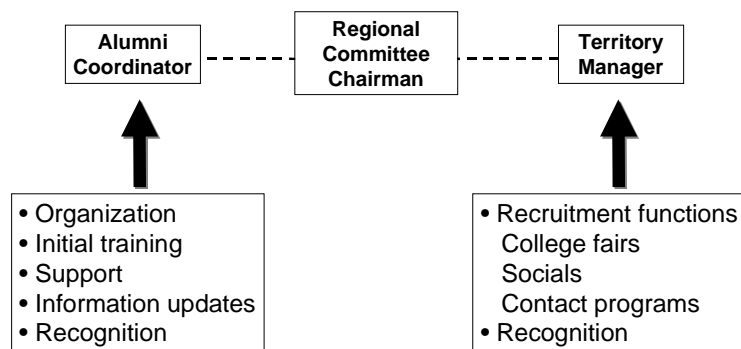 Alumni
Coordinator
Regional
Committee
Chairman
Territory
Manager
• Organization
• Initial training
• Support
• Information updates
• Recognition
• Recruitment functions
College fairs
Socials
Contact programs
• Recognition